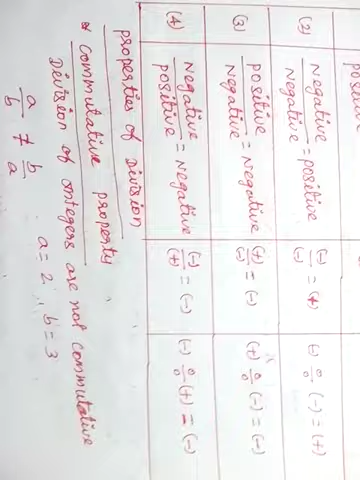 (2) Negative / Negative = positive (-)/(-) = (+) (-) ÷ (-) = (+)
(3) positive / Negative = Negative (+)/(-) = (-) (+) ÷ (-) = (-)
(4) Negative / positive = Negative (-)/(+) = (-) (-) ÷ (+) = (-)
properties of Division
* Commutative property
Division of integers are not commutative
a/b ≠ b/a : a = 2, b = 3